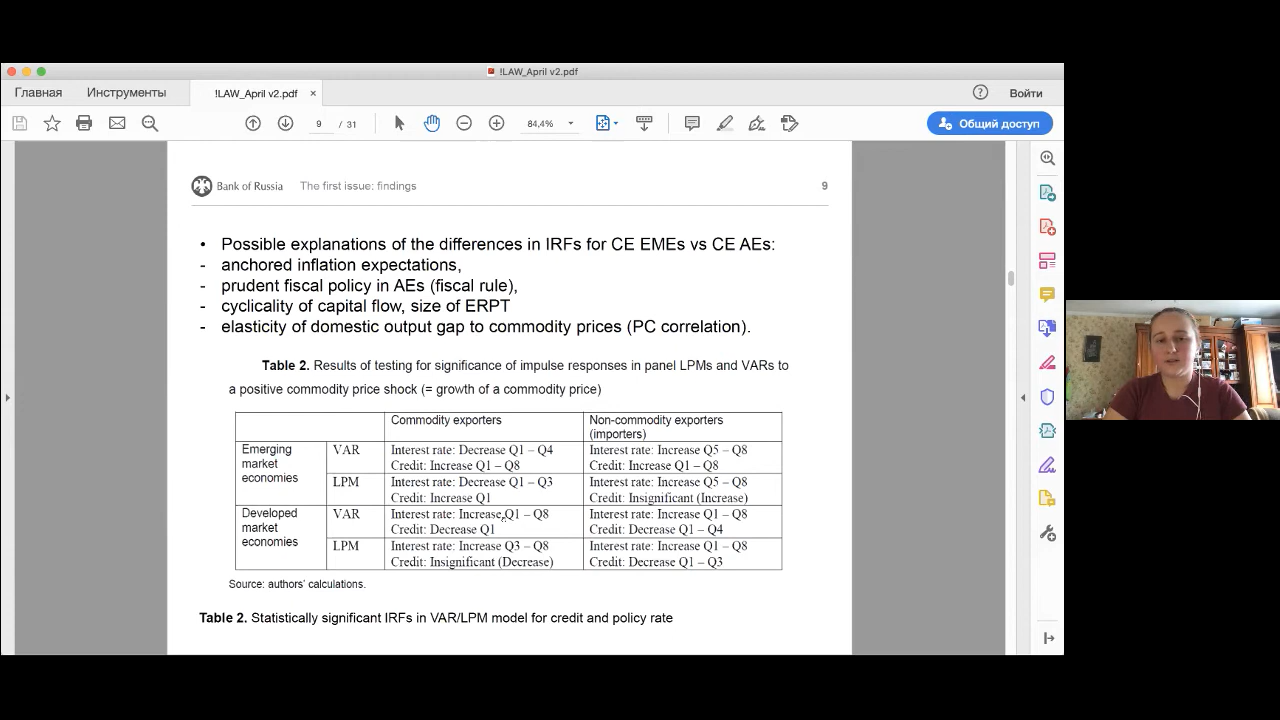 !LAW_April v2.pdf
Главная Инструменты !LAW_April v2.pdf × Войти
9 / 31 84,4% Общий доступ
Bank of Russia The first issue: findings 9
• Possible explanations of the differences in IRFs for CE EMEs vs CE AEs:
- anchored inflation expectations,
- prudent fiscal policy in AEs (fiscal rule),
- cyclicality of capital flow, size of ERPT
- elasticity of domestic output gap to commodity prices (PC correlation).
Table 2. Results of testing for significance of impulse responses in panel LPMs and VARs to
a positive commodity price shock (= growth of a commodity price)
Commodity exporters Non-commodity exporters
(importers)
Emerging market economies VAR Interest rate: Decrease Q1 – Q4 Interest rate: Increase Q5 – Q8
Credit: Increase Q1 – Q8 Credit: Increase Q1 – Q8
LPM Interest rate: Decrease Q1 – Q3 Interest rate: Increase Q5 – Q8
Credit: Increase Q1 Credit: Insignificant (Increase)
Developed market economies VAR Interest rate: Increase Q1 – Q8 Interest rate: Increase Q1 – Q8
Credit: Decrease Q1 Credit: Decrease Q1 – Q4
LPM Interest rate: Increase Q3 – Q8 Interest rate: Increase Q1 – Q8
Credit: Insignificant (Decrease) Credit: Decrease Q1 – Q3
Source: authors' calculations.
Table 2. Statistically significant IRFs in VAR/LPM model for credit and policy rate